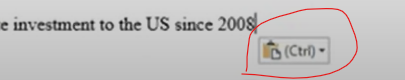 e investment to the US since 2008
(Ctrl)